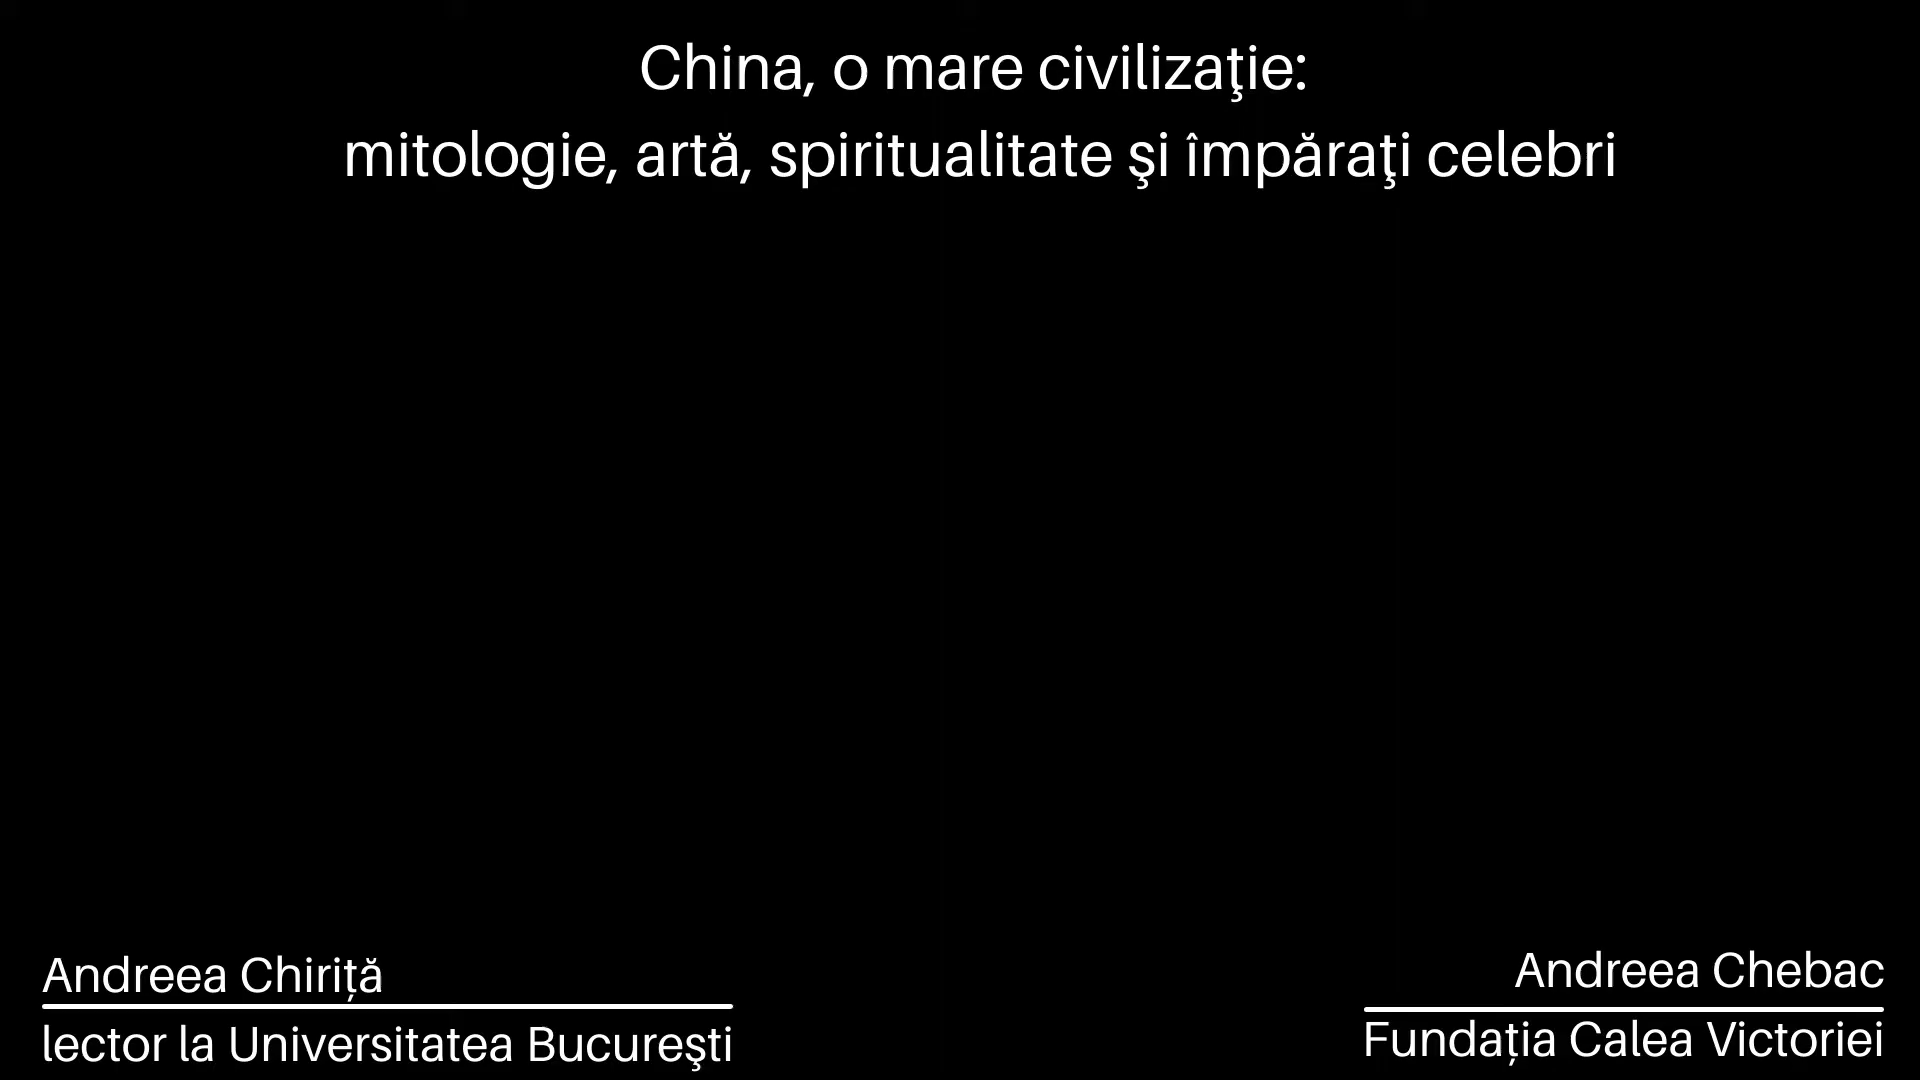 China, o mare civilizaţie:
mitologie, artă, spiritualitate şi împăraţi celebri
Andreea Chiriță
lector la Universitatea Bucureşti
Andreea Chebac
Fundația Calea Victoriei